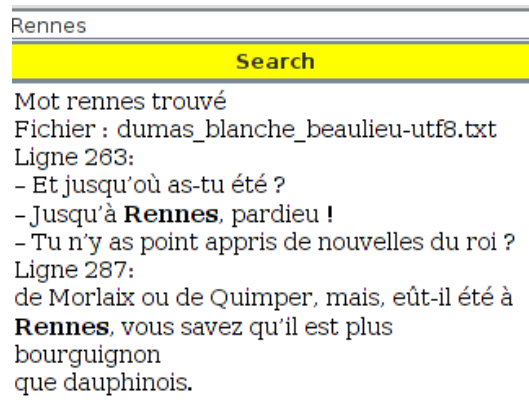 Rennes
Search
Mot rennes trouvé
Fichier : dumas_blanche_beaulieu-utf8.txt
Ligne 263:
– Et jusqu’où as-tu été ?
– Jusqu’à Rennes, pardieu !
– Tu n’y as point appris de nouvelles du roi ?
Ligne 287:
de Morlaix ou de Quimper, mais, eût-il été à
Rennes, vous savez qu’il est plus
bourguignon
que dauphinois.